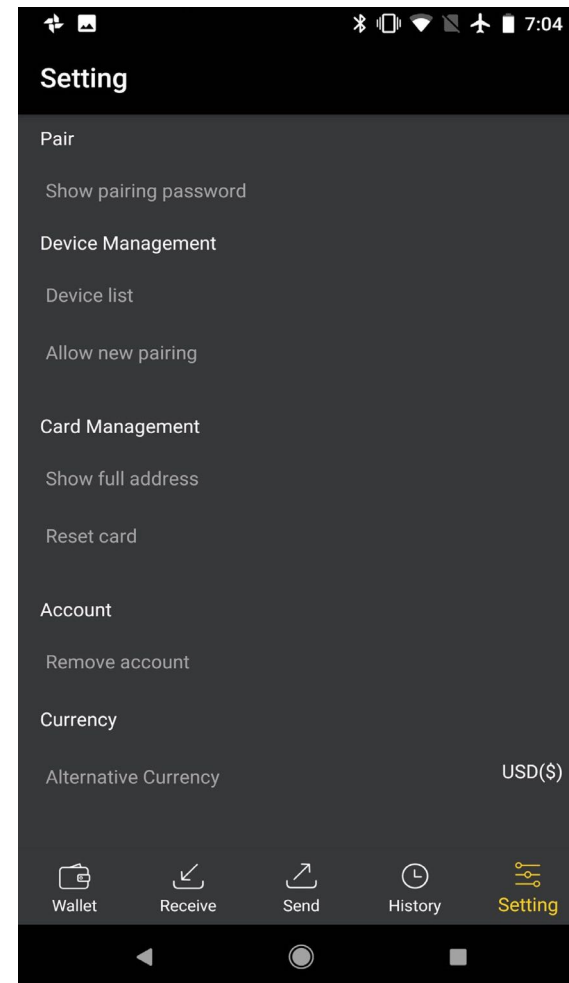 7:04
Setting
Pair
Show pairing password
Device Management
Device list
Allow new pairing
Card Management
Show full address
Reset card
Account
Remove account
Currency
Alternative Currency USD($)
Wallet Receive Send History Setting